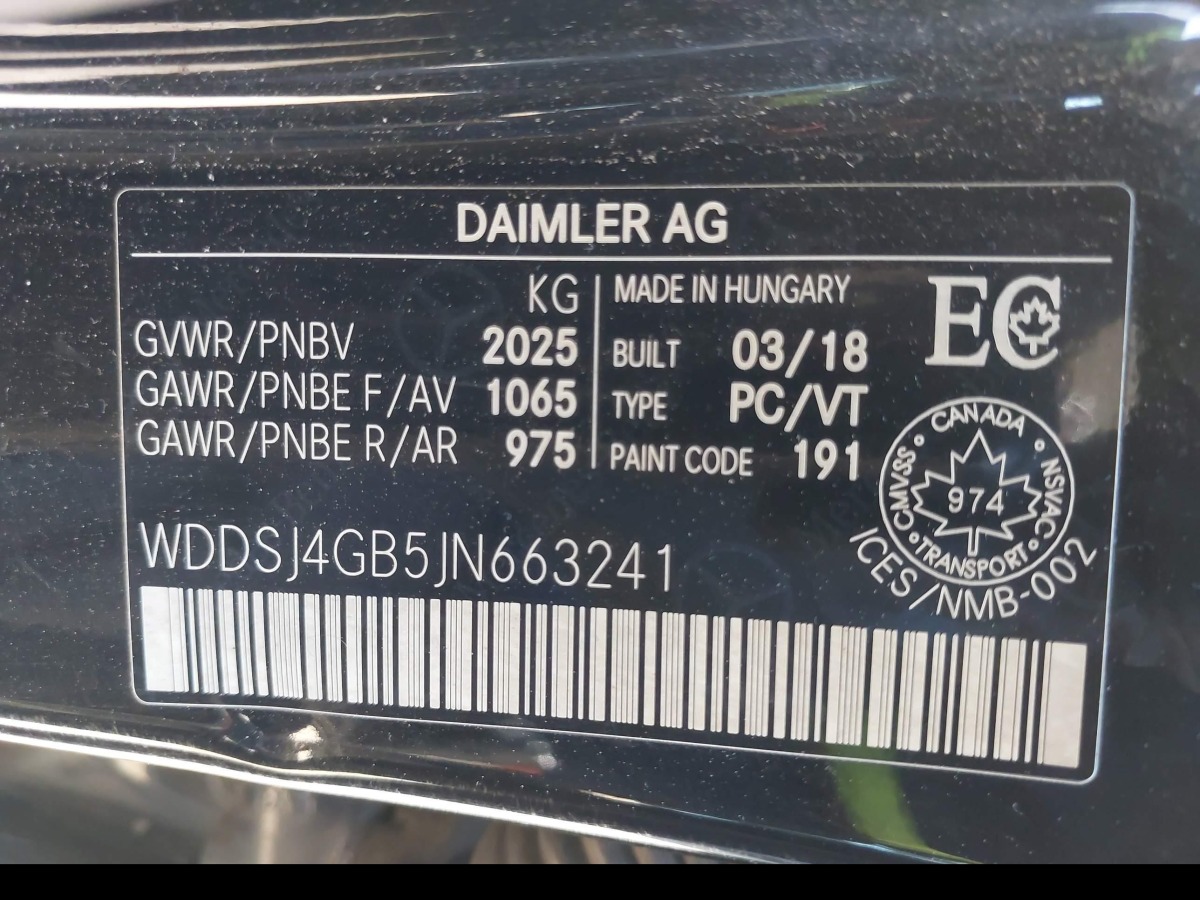 DAIMLER AG
KG
GVWR/PNBV 2025
GAWR/PNBE F/AV 1065
GAWR/PNBE R/AR 975
MADE IN HUNGARY
BUILT 03/18
TYPE PC/VT
PAINT CODE 191
EC
CANADA
CMVSS
974
NSVAC
TRANSPORT
ICES/NMB-002
WDDSJ4GB5JN663241